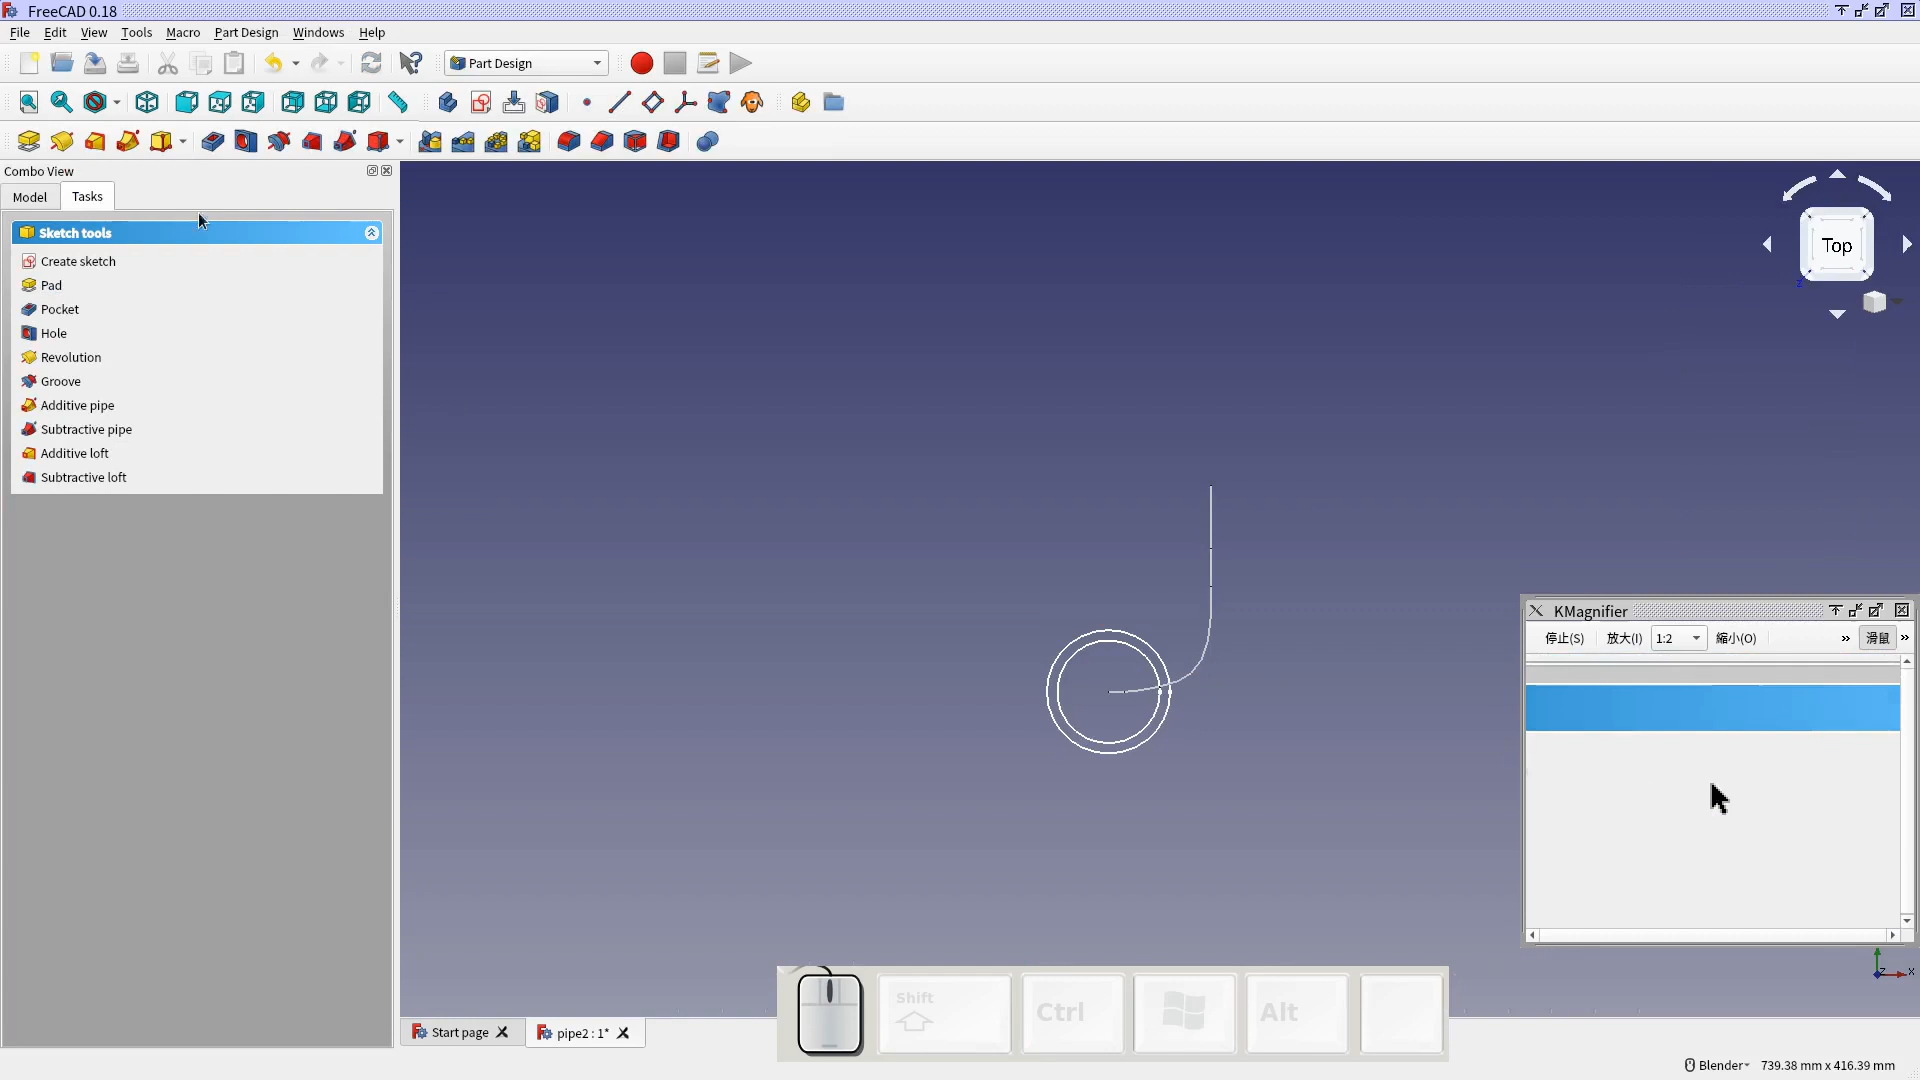 FreeCAD 0.18
File Edit View Tools Macro Part Design Windows Help
Part Design
Combo View
Model Tasks
Sketch tools
Create sketch
Pad
Pocket
Hole
Revolution
Groove
Additive pipe
Subtractive pipe
Additive loft
Subtractive loft
Top
z
KMagnifier
停止(S) 放大(I) 1:2 縮小(O) » 滑鼠 »
Z X
Shift
Ctrl Alt
Start page pipe2 : 1*
Blender 739.38 mm x 416.39 mm